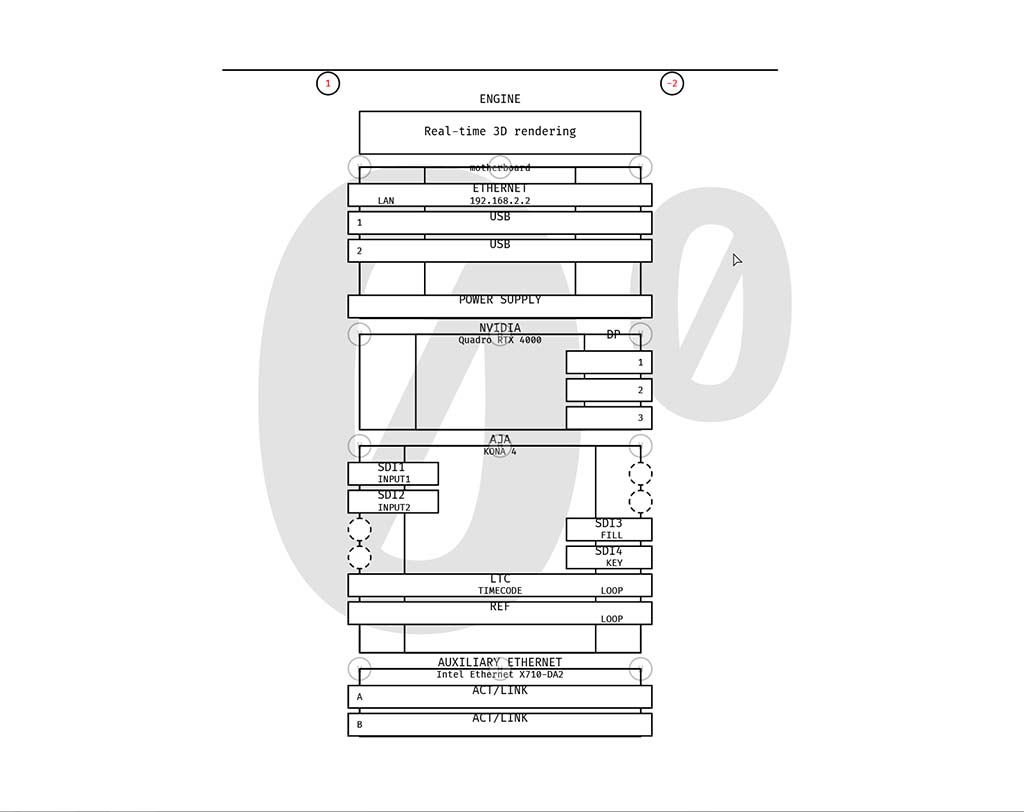 1
-2
ENGINE
Real-time 3D rendering
motherboard
ETHERNET
LAN 192.168.2.2
USB
1
USB
2
POWER SUPPLY
NVIDIA
DP
Quadro RTX 4000
1
2
3
AJA
KONA 4
SDI1
INPUT1
SDI2
INPUT2
SDI3
FILL
SDI4
KEY
LTC
TIMECODE LOOP
REF
LOOP
AUXILIARY ETHERNET
Intel Ethernet X710-DA2
ACT/LINK
A
ACT/LINK
B
00